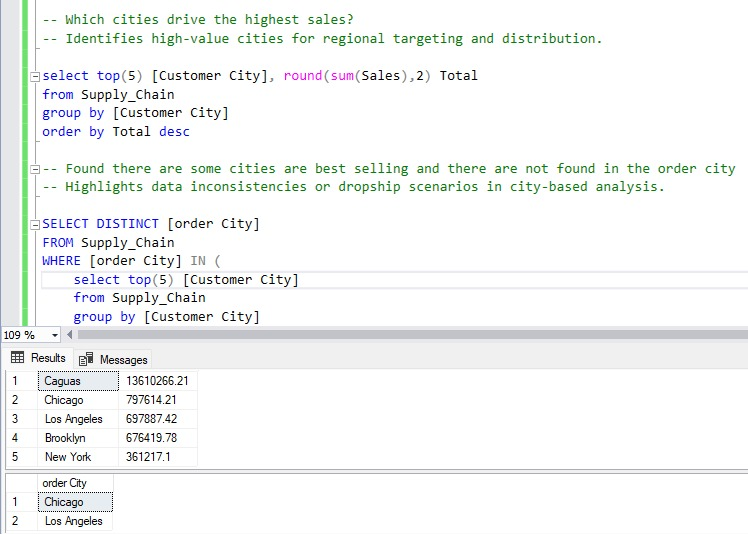 -- Which cities drive the highest sales?
-- Identifies high-value cities for regional targeting and distribution.
select top(5) [Customer City], round(sum(Sales),2) Total
from Supply_Chain
group by [Customer City]
order by Total desc
-- Found there are some cities are best selling and there are not found in the order city
-- Highlights data inconsistencies or dropship scenarios in city-based analysis.
SELECT DISTINCT [order City]
FROM Supply_Chain
WHERE [order City] IN (
select top(5) [Customer City]
from Supply_Chain
group by [Customer City]
109 %
Results Messages
1 Caguas 13610266.21
2 Chicago 797614.21
3 Los Angeles 697887.42
4 Brooklyn 676419.78
5 New York 361217.1
order City
1 Chicago
2 Los Angeles